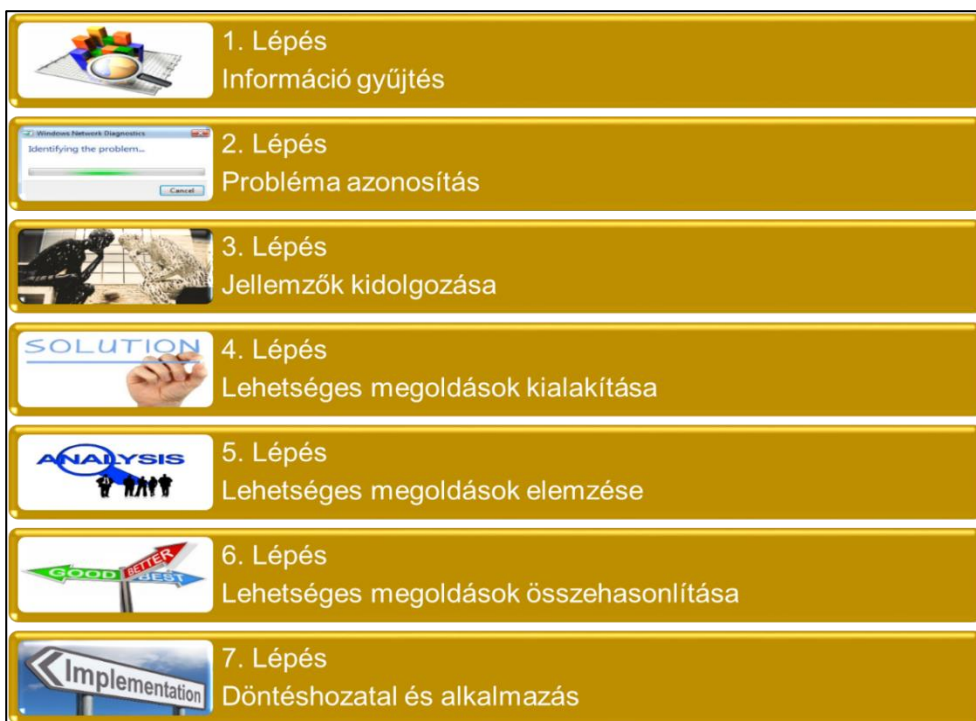 1. Lépés
Információ gyűjtés
Windows Network Diagnostics
Identifying the problem...
Cancel
2. Lépés
Probléma azonosítás
3. Lépés
Jellemzők kidolgozása
SOLUTION
4. Lépés
Lehetséges megoldások kialakítása
ANALYSIS
5. Lépés
Lehetséges megoldások elemzése
GOOD
BETTER
BEST
6. Lépés
Lehetséges megoldások összehasonlítása
Implementation
7. Lépés
Döntéshozatal és alkalmazás